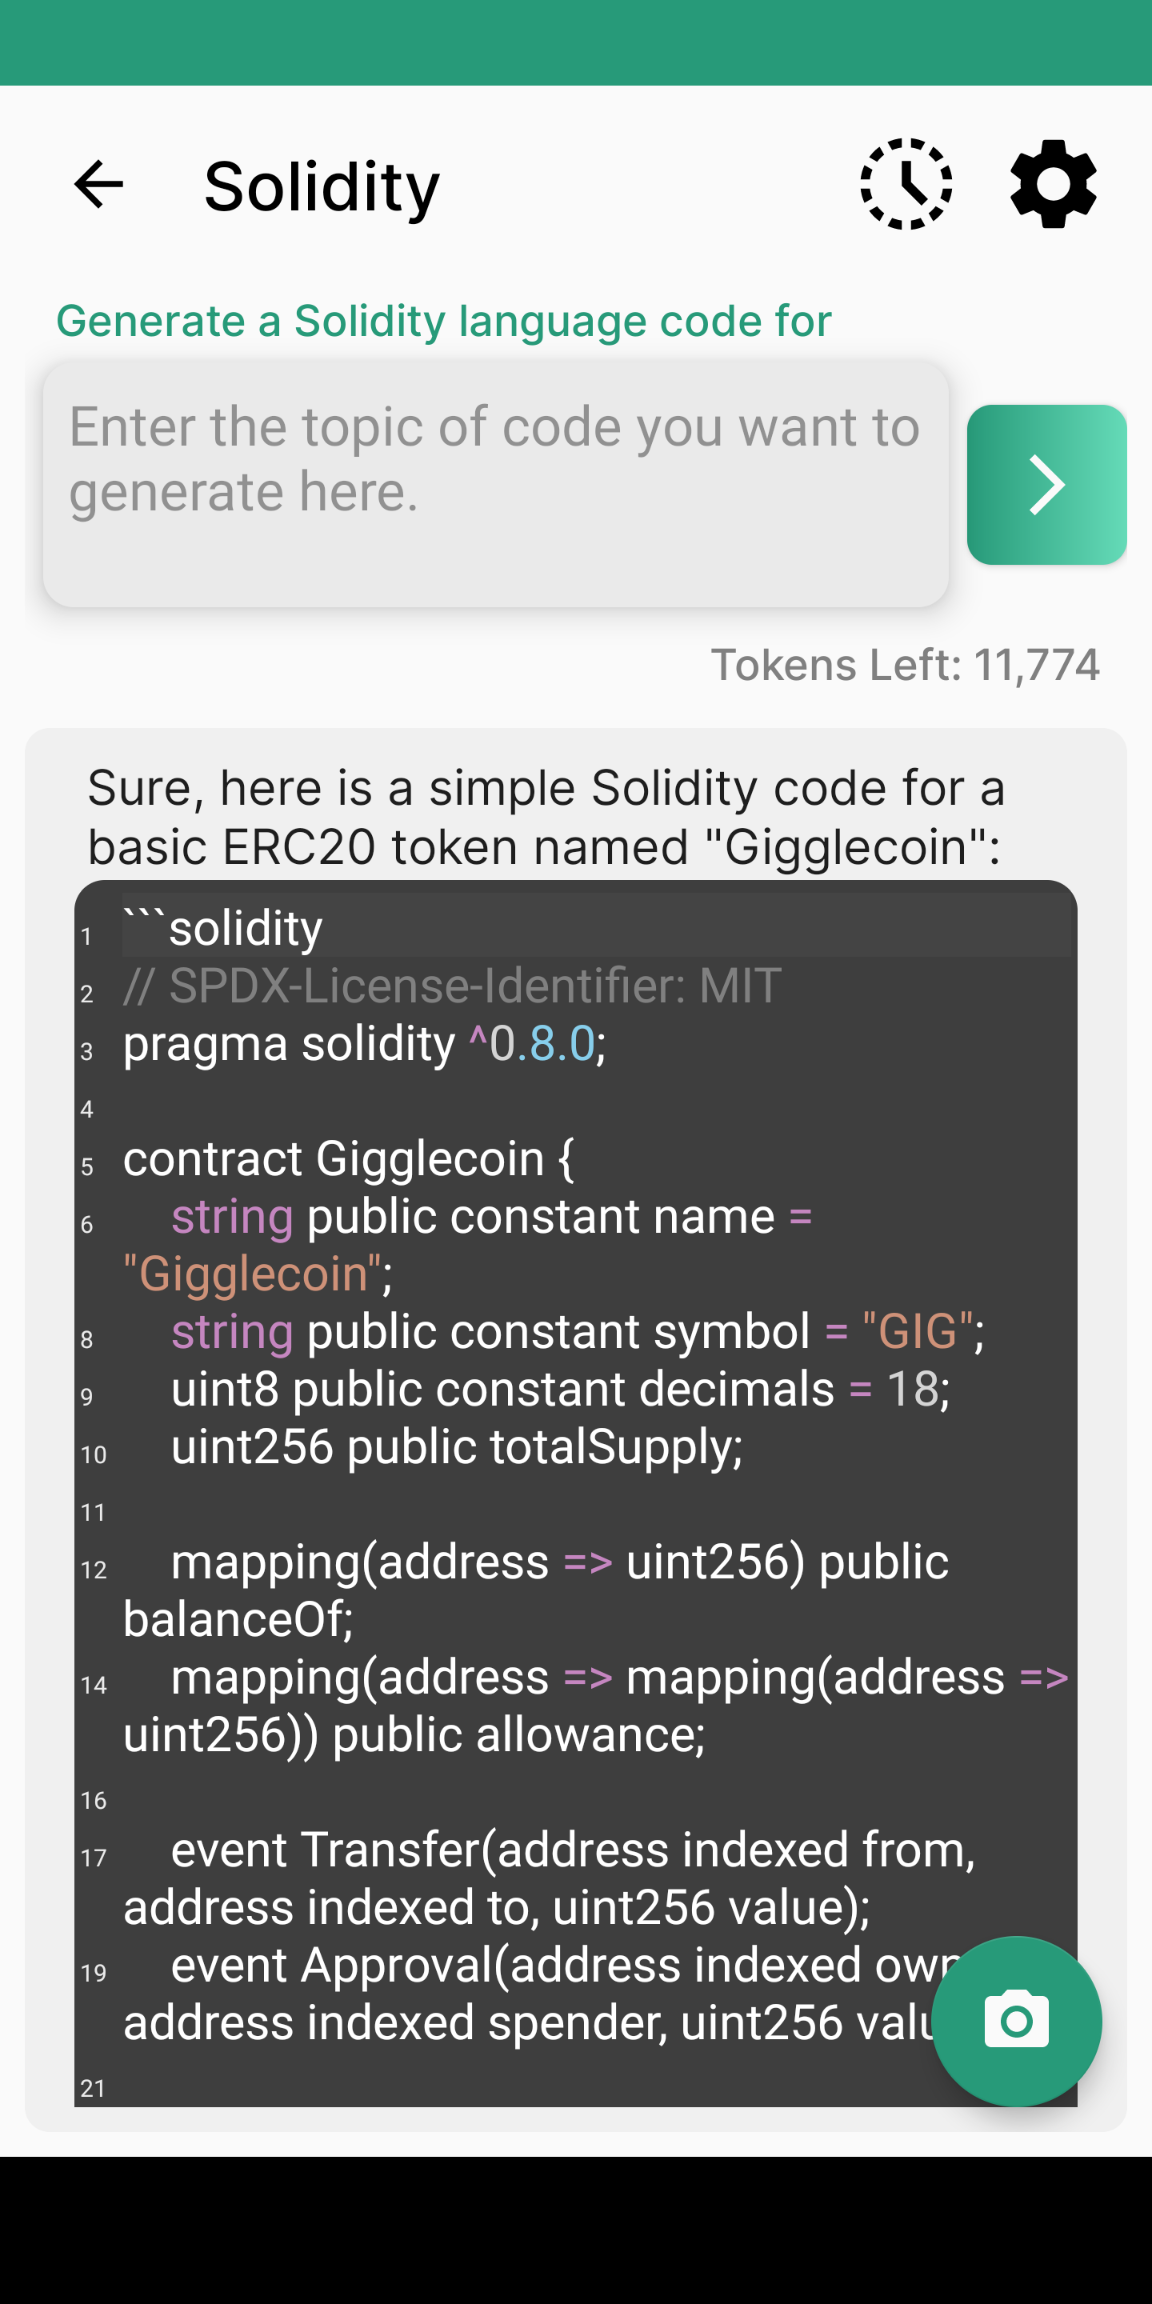 Solidity
Generate a Solidity language code for
Enter the topic of code you want to
generate here.
Tokens Left: 11,774
Sure, here is a simple Solidity code for a
basic ERC20 token named "Gigglecoin":
1 ```solidity
2 // SPDX-License-Identifier: MIT
3 pragma solidity ^0.8.0;
4
5 contract Gigglecoin {
6 string public constant name =
"Gigglecoin";
8 string public constant symbol = "GIG";
9 uint8 public constant decimals = 18;
10 uint256 public totalSupply;
11
12 mapping(address => uint256) public
balanceOf;
14 mapping(address => mapping(address =>
uint256)) public allowance;
16
17 event Transfer(address indexed from,
address indexed to, uint256 value);
19 event Approval(address indexed
address indexed spender, uint256
21